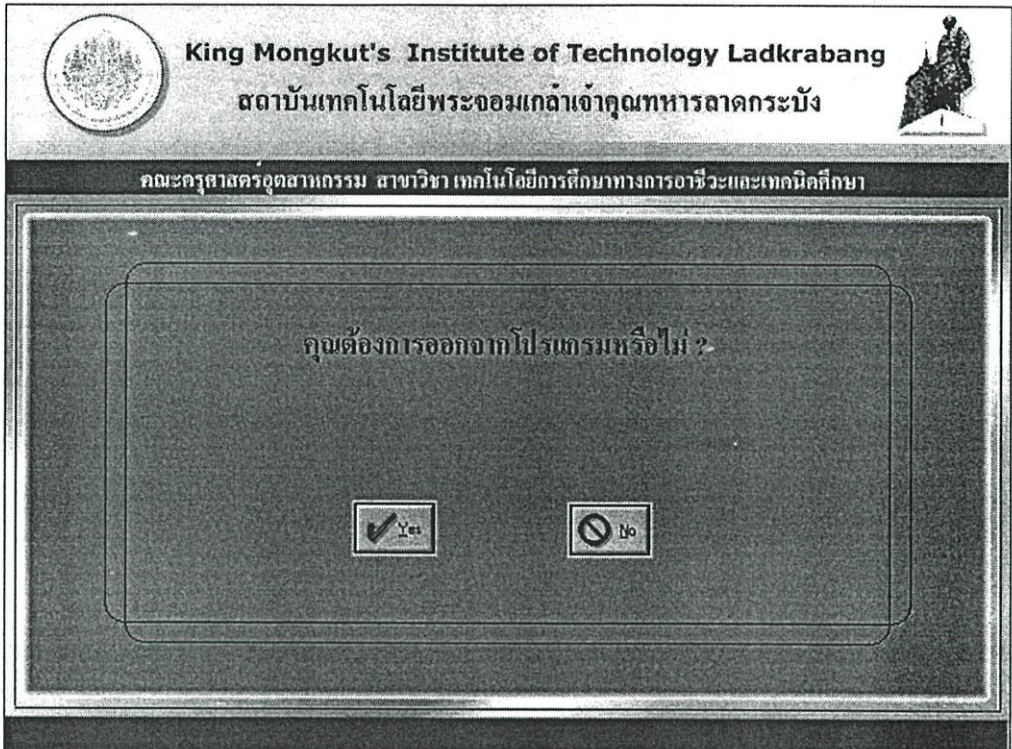 King Mongkut's Institute of Technology Ladkrabang
สถาบันเทคโนโลยีพระจอมเกล้าเจ้าคุณทหารลาดกระบัง
คณะครุศาสตร์อุตสาหกรรม สาขาวิชา เทคโนโลยีการศึกษาทางการอาชีวะและเทคนิคศึกษา
คุณต้องการออกจากโปรแกรมหรือไม่ ?
Yes No